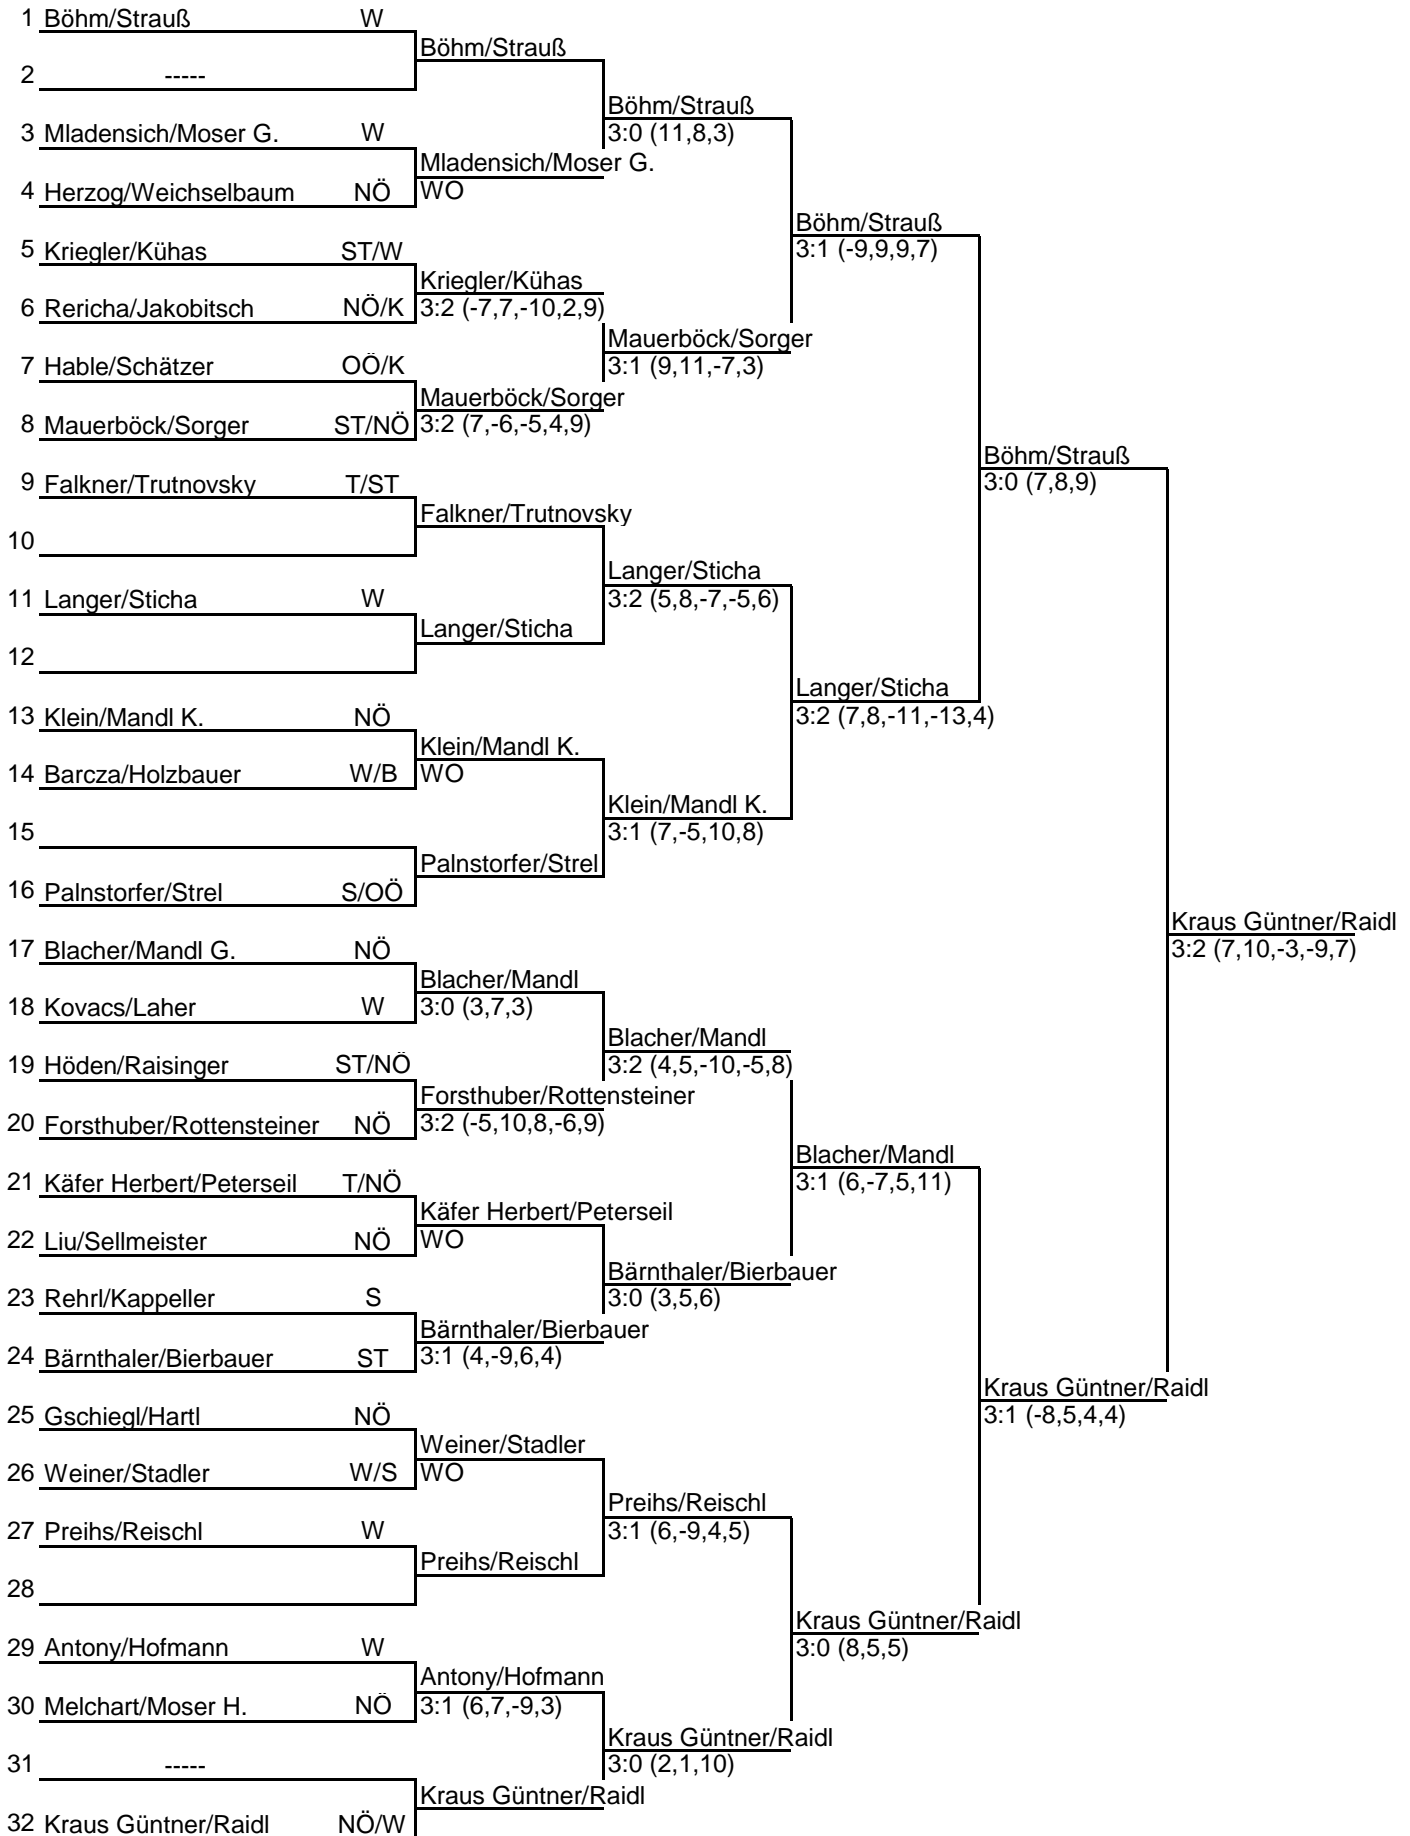 1 Böhm/Strauß W
Böhm/Strauß
2 -----
Böhm/Strauß
3 Mladensich/Moser G. W 3:0 (11,8,3)
Mladensich/Moser G.
4 Herzog/Weichselbaum NÖ WO
Böhm/Strauß
5 Kriegler/Kühas ST/W 3:1 (-9,9,9,7)
Kriegler/Kühas
6 Rericha/Jakobitsch NÖ/K 3:2 (-7,7,-10,2,9)
Mauerböck/Sorger
7 Hable/Schätzer OÖ/K 3:1 (9,11,-7,3)
Mauerböck/Sorger
8 Mauerböck/Sorger ST/NÖ 3:2 (7,-6,-5,4,9)
Böhm/Strauß
9 Falkner/Trutnovsky T/ST 3:0 (7,8,9)
Falkner/Trutnovsky
10
Langer/Sticha
11 Langer/Sticha W 3:2 (5,8,-7,-5,6)
Langer/Sticha
12
Langer/Sticha
13 Klein/Mandl K. NÖ 3:2 (7,8,-11,-13,4)
Klein/Mandl K.
14 Barcza/Holzbauer W/B WO
Klein/Mandl K.
15 3:1 (7,-5,10,8)
Palnstorfer/Strel
16 Palnstorfer/Strel S/OÖ
Kraus Güntner/Raidl
17 Blacher/Mandl G. NÖ 3:2 (7,10,-3,-9,7)
Blacher/Mandl
18 Kovacs/Laher W 3:0 (3,7,3)
Blacher/Mandl
19 Höden/Raisinger ST/NÖ 3:2 (4,5,-10,-5,8)
Forsthuber/Rottensteiner
20 Forsthuber/Rottensteiner NÖ 3:2 (-5,10,8,-6,9)
Blacher/Mandl
21 Käfer Herbert/Peterseil T/NÖ 3:1 (6,-7,5,11)
Käfer Herbert/Peterseil
22 Liu/Sellmeister NÖ WO
Bärnthaler/Bierbauer
23 Rehrl/Kappeller S 3:0 (3,5,6)
Bärnthaler/Bierbauer
24 Bärnthaler/Bierbauer ST 3:1 (4,-9,6,4)
Kraus Güntner/Raidl
25 Gschiegl/Hartl NÖ 3:1 (-8,5,4,4)
Weiner/Stadler
26 Weiner/Stadler W/S WO
Preihs/Reischl
27 Preihs/Reischl W 3:1 (6,-9,4,5)
Preihs/Reischl
28
Kraus Güntner/Raidl
29 Antony/Hofmann W 3:0 (8,5,5)
Antony/Hofmann
30 Melchart/Moser H. NÖ 3:1 (6,7,-9,3)
Kraus Güntner/Raidl
31 ----- 3:0 (2,1,10)
Kraus Güntner/Raidl
32 Kraus Güntner/Raidl NÖ/W